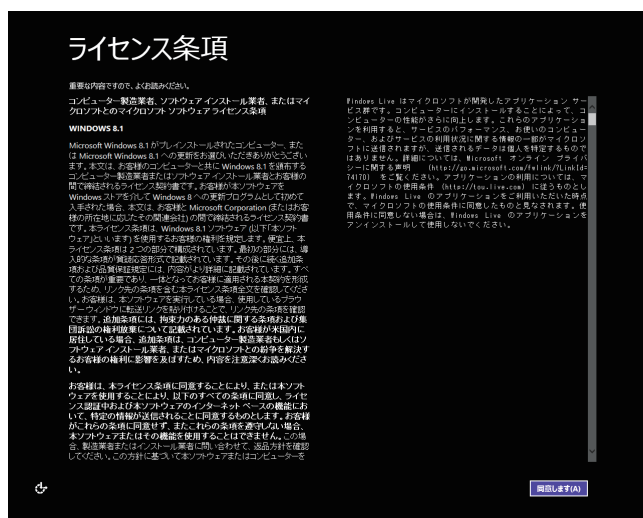 ライセンス条項
重要な内容ですので、よくお読みください。
コンピューター製造業者、ソフトウェア インストール業者、またはマイ
クロソフトとのマイクロソフト ソフトウェア ライセンス条項
WINDOWS 8.1
Microsoft Windows 8.1 がプレインストールされたコンピューター、また
は Microsoft Windows 8.1 への更新をお選びいただきありがとうござい
ます。本文は、お客様のコンピューターと共に Windows 8.1 を頒布する
コンピューター製造業者またはソフトウェア インストール業者とお客様の
間で締結されるライセンス契約書です。お客様が本ソフトウェアを
Windows ストアを介して Windows 8 への更新プログラムとして初めて
入手された場合、本文は、お客様と Microsoft Corporation (またはお客
様の所在地に応じたその関連会社) の間で締結されるライセンス契約書
です。本ライセンス条項は、Windows 8.1 ソフトウェア (以下「本ソフト
ウェア」といいます) を使用するお客様の権利を規定します。便宜上、本
ライセンス条項は 2 つの部分で構成されています。最初の部分には、導
入的な条項が質疑応答形式で記載されています。その後に続く追加条
項および品質保証規定には、内容がより詳細に記載されています。すべ
ての条項が重要であり、一体となってお客様に適用される本契約を形成
するため、リンク先の条項を含む本ライセンス条項全文を確認してくださ
い。お客様は、本ソフトウェアを実行している場合、使用しているブラウ
ザー ウィンドウに転送リンクを貼り付けることで、リンク先の条項を確認
できます。追加条項には、拘束力のある仲裁に関する条項および集
団訴訟の権利放棄について記載されています。お客様が米国内に
居住している場合、追加条項は、コンピューター製造業者もしくはソ
フトウェア インストール業者、またはマイクロソフトとの紛争を解決す
るお客様の権利に影響を及ぼすため、内容を注意深くお読みくださ
い。
お客様は、本ライセンス条項に同意することにより、または本ソフト
ウェアを使用することにより、以下のすべての条項に同意し、ライセ
ンス認証中および本ソフトウェアのインターネット ベースの機能にお
いて、特定の情報が送信されることに同意するものとします。お客様
がこれらの条項に同意せず、またこれらの条項を遵守しない場合、
本ソフトウェアまたはその機能を使用することはできません。この場
合、製造業者またはインストール業者に問い合わせて、返品方針を確認
してください。この方針に基づいて本ソフトウェアまたはコンピューターを
Windows Live はマイクロソフトが開発したアプリケーション サー
ビス群です。コンピューターにインストールすることによって、コ
ンピューターの性能がさらに向上します。これらのアプリケーショ
ンを利用すると、サービスのパフォーマンス、お使いのコンピュー
ター、およびサービスの利用状況に関する情報の一部がマイクロソ
フトに送信されますが、送信されるデータは個人を特定するもので
はありません。詳細については、Microsoft オンライン プライバ
シーに関する声明 (http://go.microsoft.com/fwlink/?LinkId=
74170) をご覧ください。アプリケーションの利用については、マ
イクロソフトの使用条件 (http://tou.live.com) に従うものとし
ます。Windows Live のアプリケーションをご利用いただいた時点
で、マイクロソフトの使用条件に同意したものと見なされます。使
用条件に同意しない場合は、Windows Live のアプリケーションを
アンインストールして使用しないでください。
同意します(A)